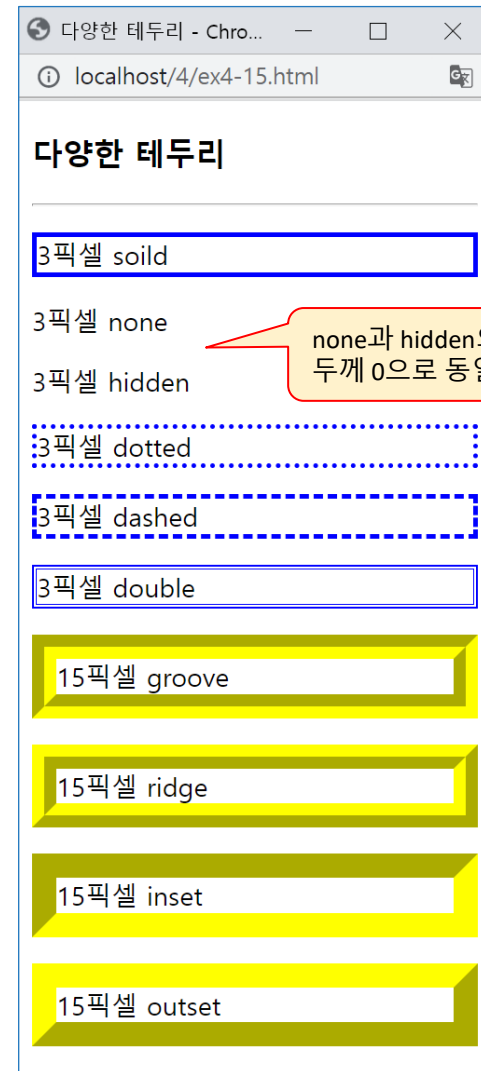 다양한 테두리 - Chro...
localhost/4/ex4-15.html
다양한 테두리
3픽셀 soild
3픽셀 none
none과 hidden
두께 0으로
3픽셀 hidden
3픽셀 dotted
3픽셀 dashed
3픽셀 double
15픽셀 groove
15픽셀 ridge
15픽셀 inset
15픽셀 outset